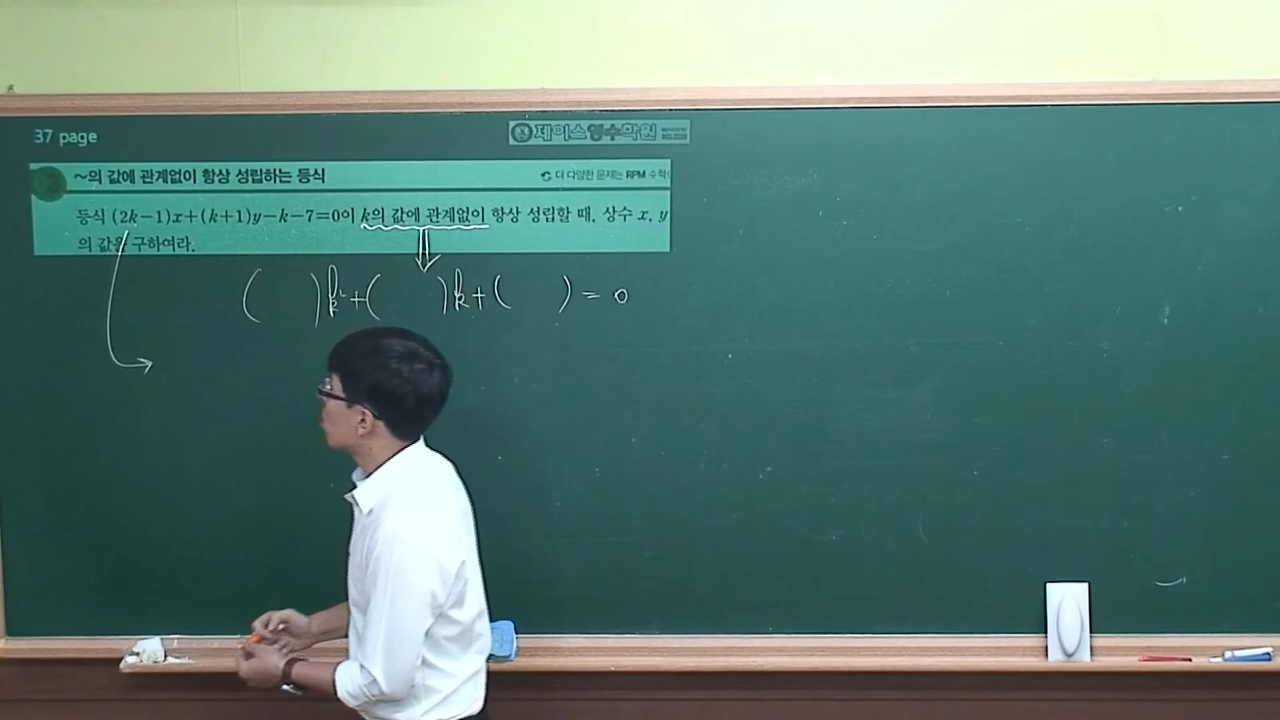 37 page
제이스영수학원
~의 값에 관계없이 항상 성립하는 등식
더 다양한 문제는 RPM 수학
등식 (2k−1)x+(k+1)y−k−7=0이 k의 값에 관계없이 항상 성립할 때, 상수 x, y
의 값을 구하여라.
( )k²+( )k+( ) = 0